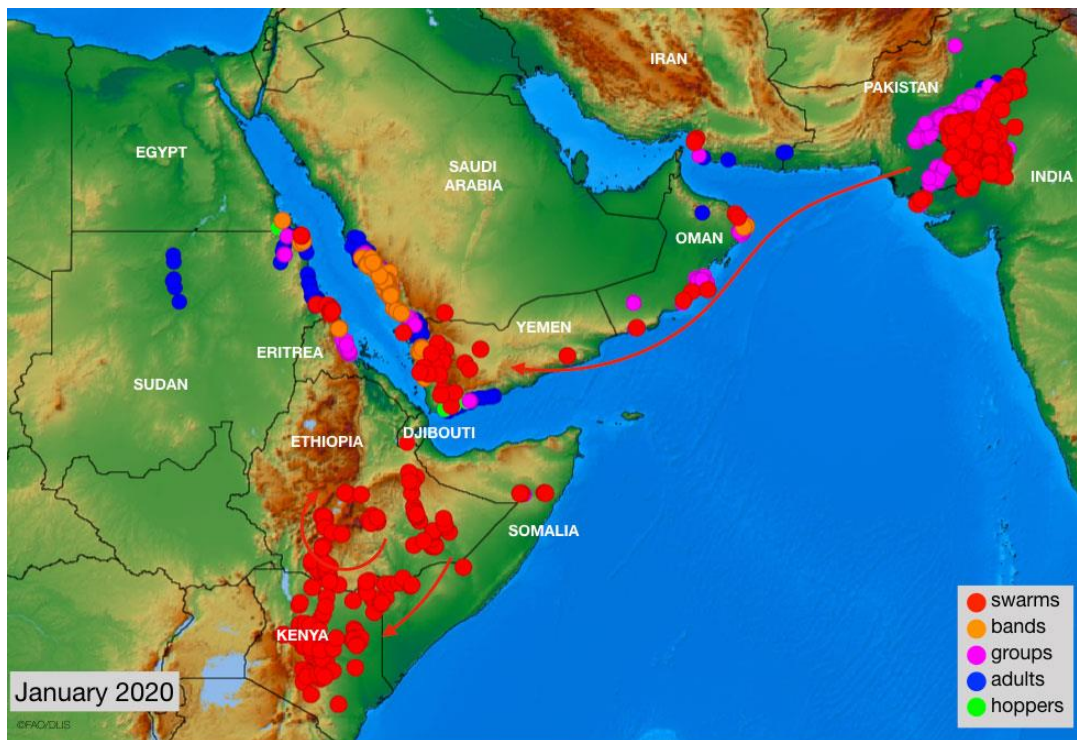 IRAN
PAKISTAN
EGYPT
SAUDI
ARABIA
INDIA
OMAN
YEMEN
ERITREA
SUDAN
DJIBOUTI
ETHIOPIA
SOMALIA
KENYA
swarms
bands
groups
adults
hoppers
January 2020
©FAO/DLIS